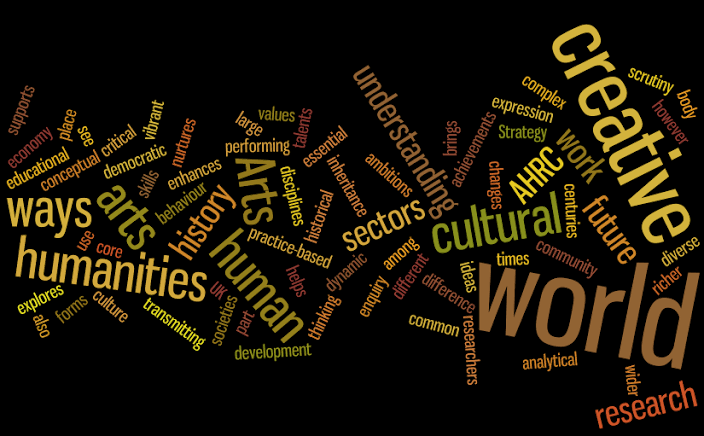 supports
economy
place
see
educational
conceptual
critical
vibrant
democratic
nurtures
skills
enhances
behaviour
large
values
talents
performing
essential
Arts
disciplines
inheritance
historical
ways
arts
history
humanities
use
core
human
practice-based
explores
also
forms
culture
transmitting
UK
societies
part
helps
development
thinking
dynamic
enquiry
among
different
difference
common
sectors
ambitions
understanding
brings
achievements
complex
expression
Strategy
changes
AHRC
work
creative
scrutiny
body
however
cultural
centuries
future
diverse
richer
times
community
ideas
world
researchers
analytical
wider
research